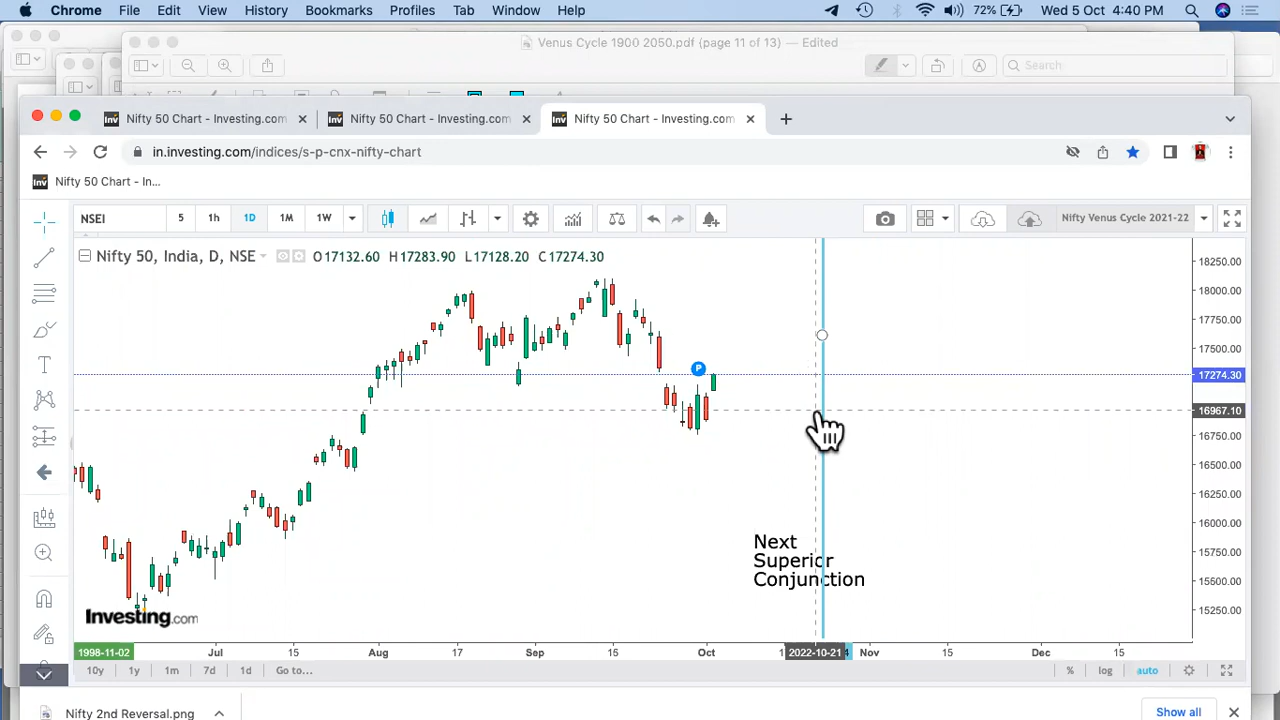 Chrome File Edit View History Bookmarks Profiles Tab Window Help 72% Wed 5 Oct 4:40 PM
Venus Cycle 1900 2050.pdf (page 11 of 13) — Edited
Search
Nifty 50 Chart - Investing.com Nifty 50 Chart - Investing.com Nifty 50 Chart - Investing.com
in.investing.com/indices/s-p-cnx-nifty-chart
Nifty 50 Chart - In...
NSEI 5 1h 1D 1M 1W Nifty Venus Cycle 2021-22
Nifty 50, India, D, NSE O17132.60 H17283.90 L17128.20 C17274.30
18250.00
18000.00
17750.00
17500.00
P
17274.30
16967.10
16750.00
16500.00
16250.00
16000.00
15750.00
15500.00
15250.00
Next
Superior
Conjunction
Investing.com
1998-11-02 Jul 15 Aug 17 Sep 15 Oct 2022-10-21 Nov 15 Dec 15
10y 1y 1m 7d 1d Go to... % log auto
Nifty 2nd Reversal.png Show all